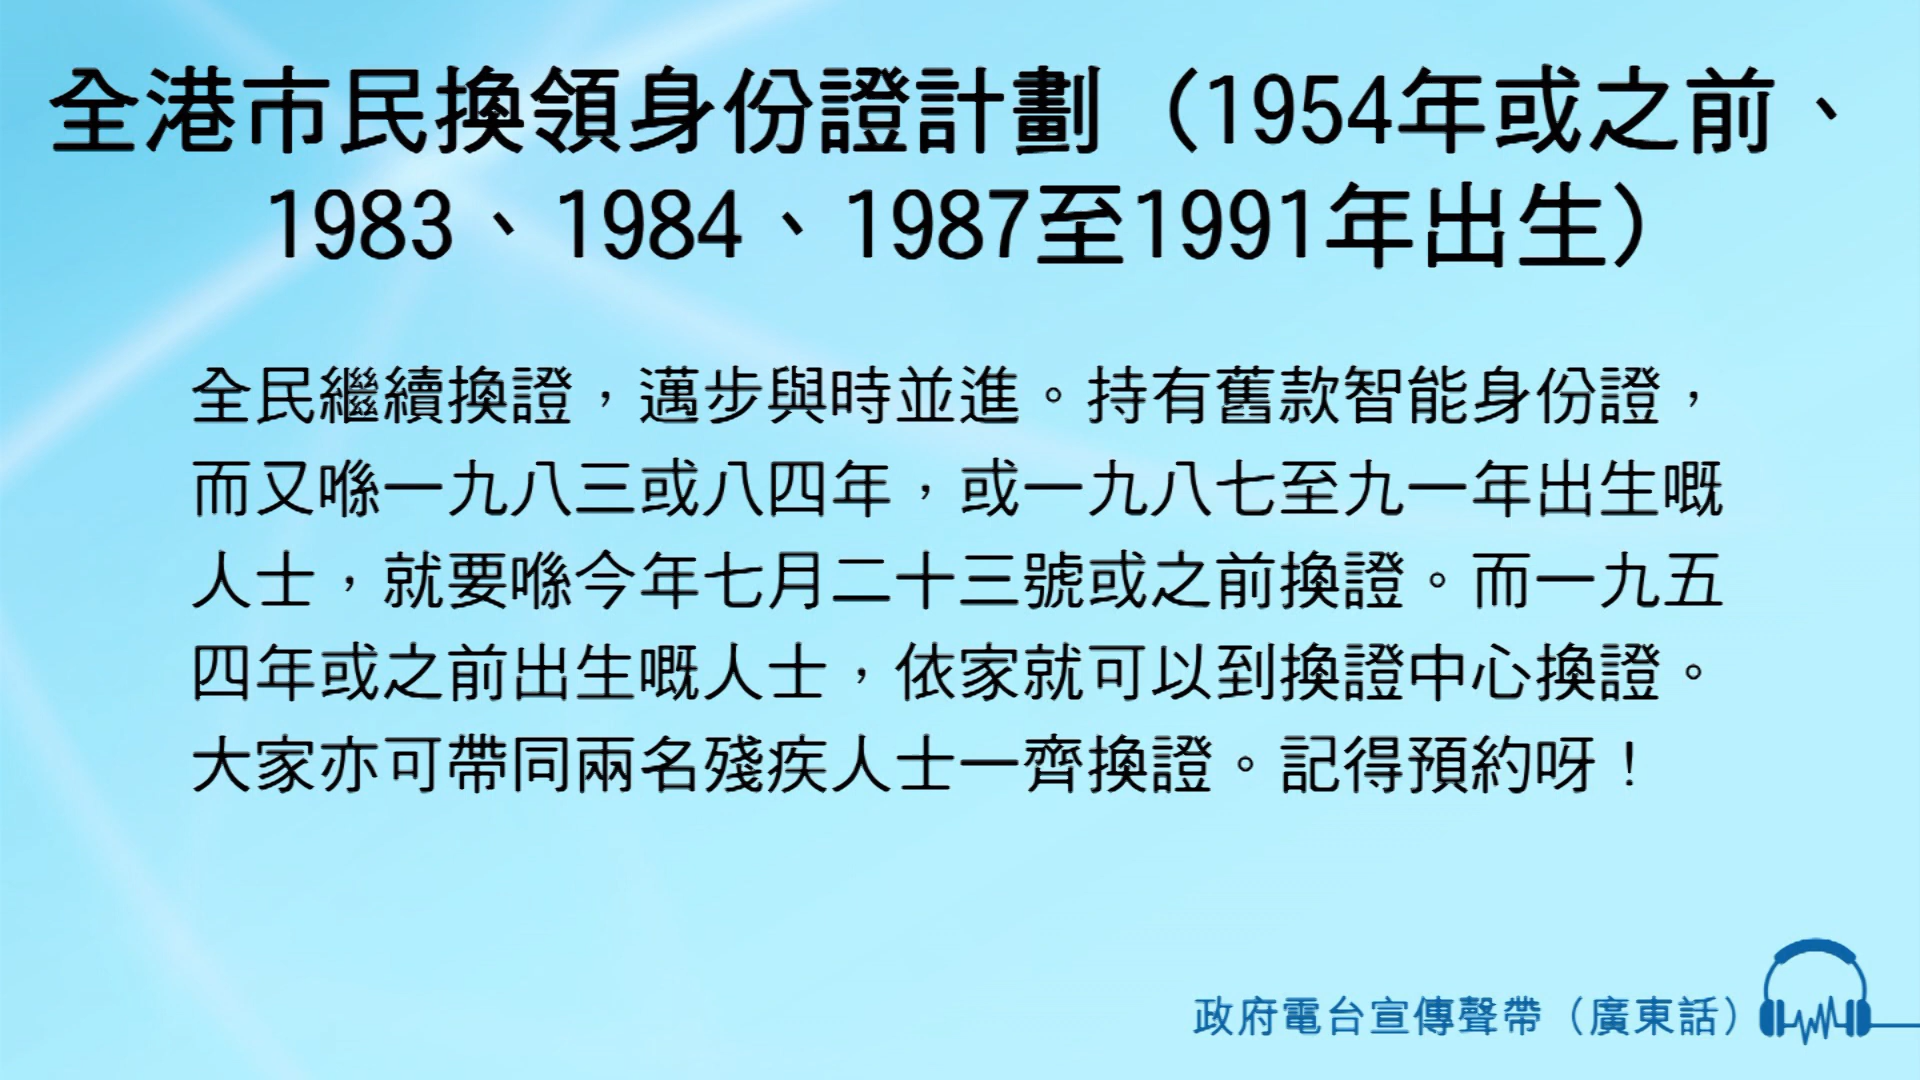 全港市民換領身份證計劃（1954年或之前、
1983、1984、1987至1991年出生）
全民繼續換證，邁步與時並進。持有舊款智能身份證，
而又喺一九八三或八四年，或一九八七至九一年出生嘅
人士，就要喺今年七月二十三號或之前換證。而一九五
四年或之前出生嘅人士，依家就可以到換證中心換證。
大家亦可帶同兩名殘疾人士一齊換證。記得預約呀！
政府電台宣傳聲帶（廣東話）